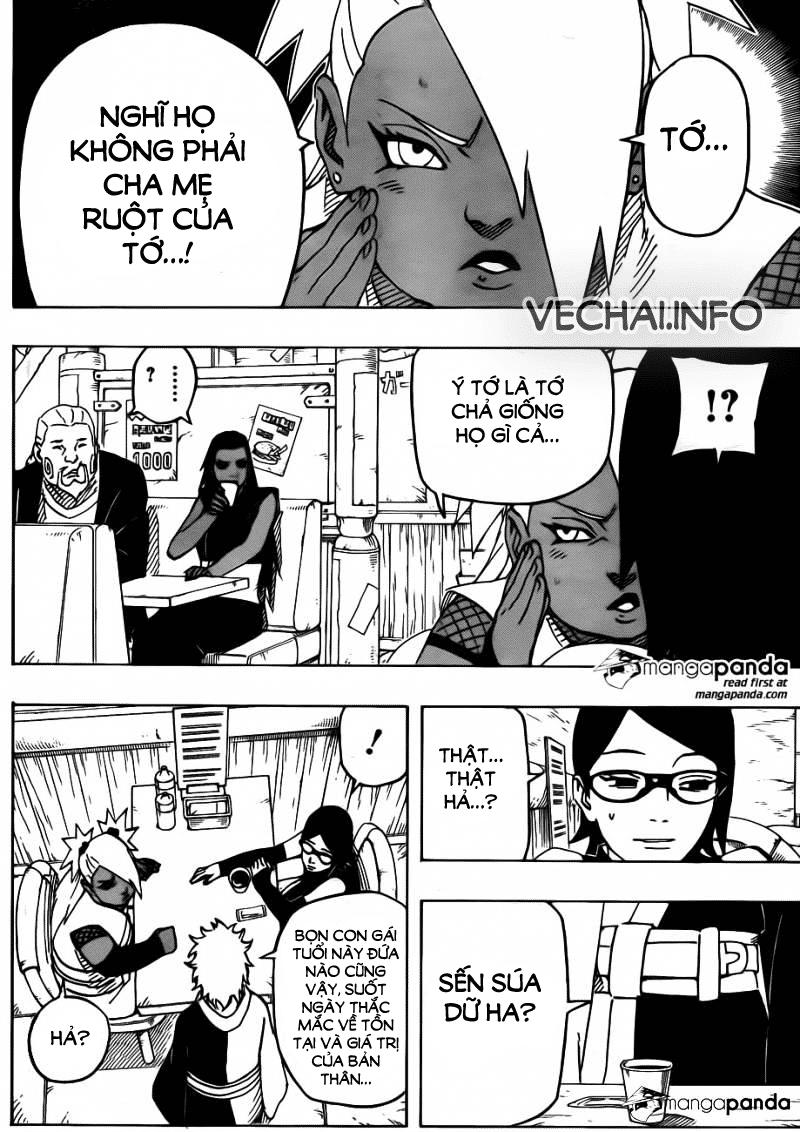 TỚ...
NGHĨ HỌ
KHÔNG PHẢI
CHA MẸ
RUỘT CỦA
TỚ...!
VECHAI.INFO
?
......
が
1000
Ý TỚ LÀ TỚ
CHẢ GIỐNG
HỌ GÌ CẢ...
!?
mangapanda
read first at
mangapanda.com
!
THẬT...
THẬT
HẢ...?
BỌN CON GÁI
TUỔI NÀY ĐỨA
NÀO CŨNG
VẬY, SUỐT
NGÀY THẮC
MẮC VỀ TỒN
TẠI VÀ GIÁ TRỊ
CỦA BẢN
THÂN...
HẢ?
SẾN SÚA
DỮ HA?
mangapanda